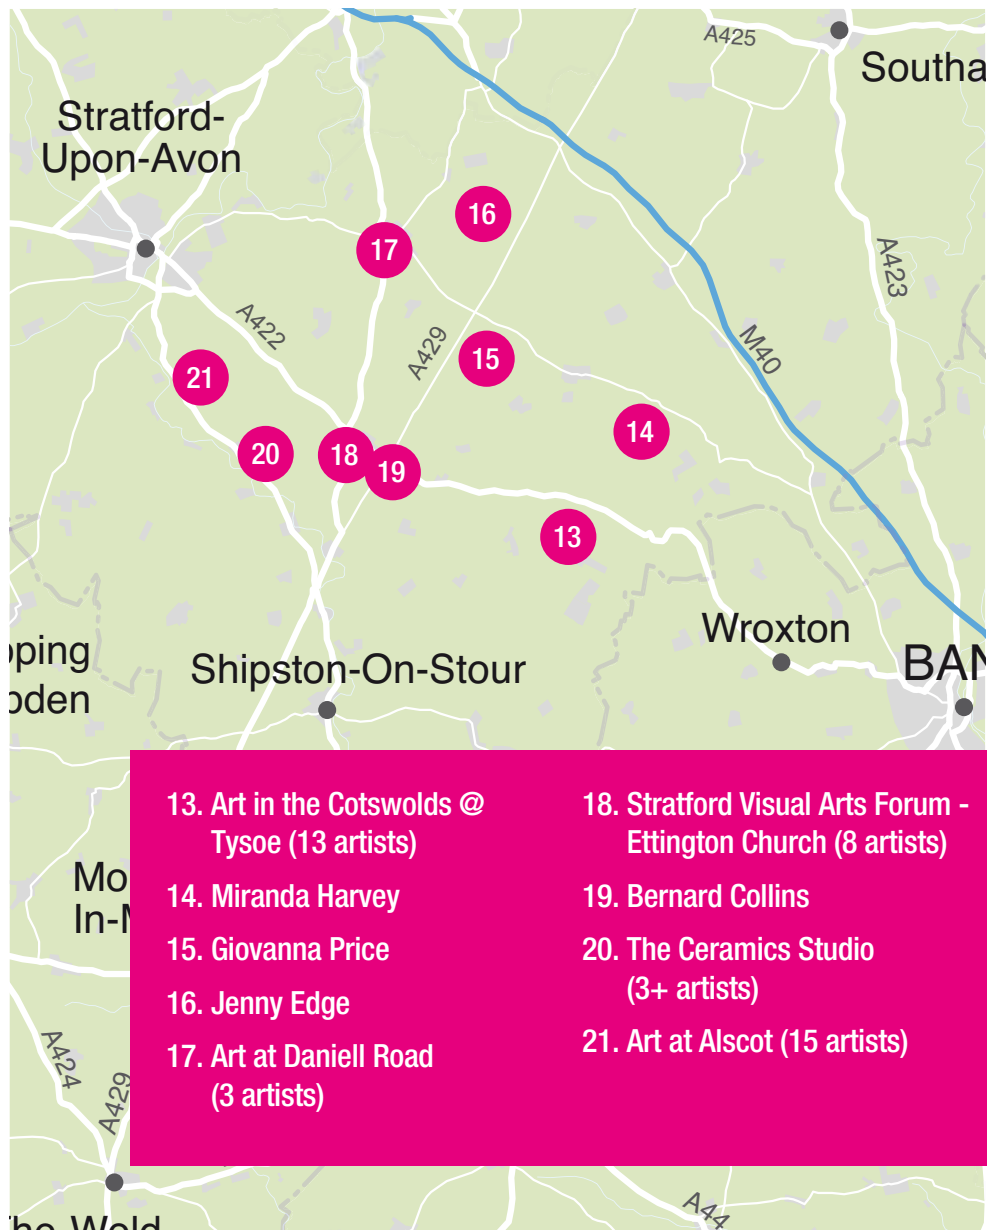 A425
Southa
Stratford-
Upon-Avon
16
17
A423
A422
A429
M40
15
21
14
20
18
19
13
Wroxton
pping
pden
Shipston-On-Stour
BAN
13. Art in the Cotswolds @
Tysoe (13 artists)
14. Miranda Harvey
15. Giovanna Price
16. Jenny Edge
17. Art at Daniell Road
(3 artists)
18. Stratford Visual Arts Forum -
Ettington Church (8 artists)
19. Bernard Collins
20. The Ceramics Studio
(3+ artists)
21. Art at Alscot (15 artists)
Mo
In-M
A424
A429
A44
The-Wold